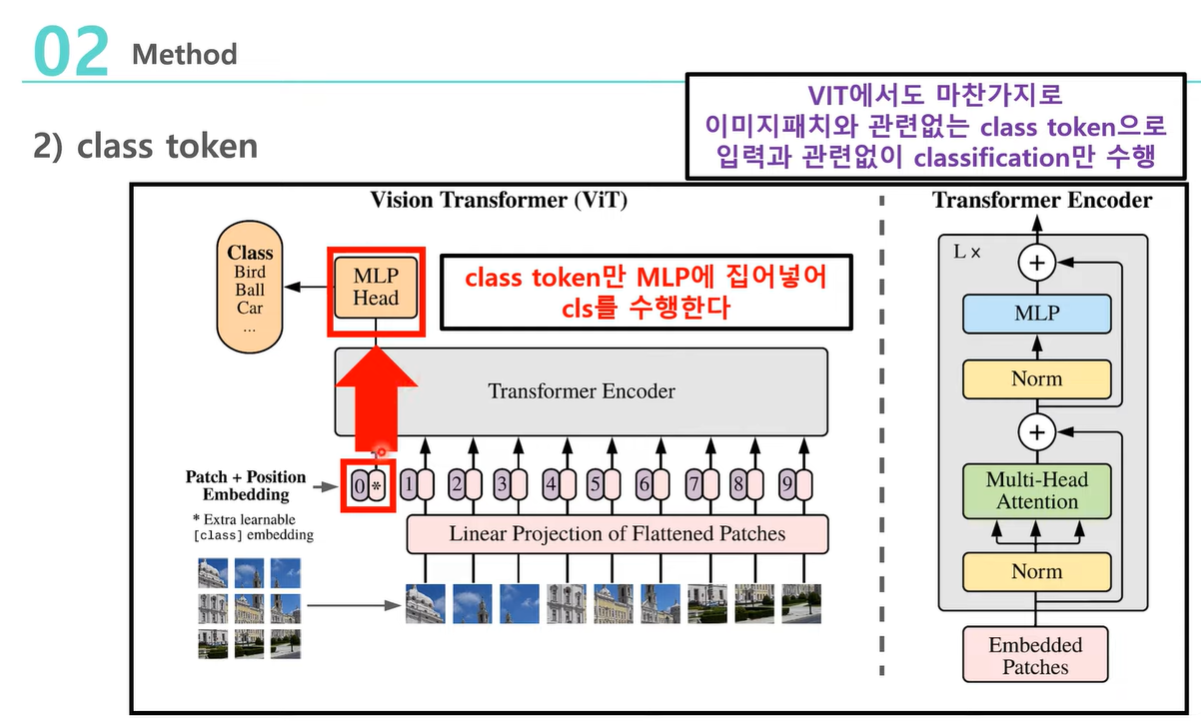 02 Method
2) class token
VIT에서도 마찬가지로
이미지패치와 관련없는 class token으로
입력과 관련없이 classification만 수행
Vision Transformer (ViT)
Class
Bird
Ball
Car
...
MLP
Head
class token만 MLP에 집어넣어
cls를 수행한다
Transformer Encoder
Patch + Position
Embedding
* Extra learnable
[class] embedding
0 * 1 2 3 4 5 6 7 8 9
Linear Projection of Flattened Patches
Transformer Encoder
L x
+
MLP
Norm
+
Multi-Head
Attention
Norm
Embedded
Patches